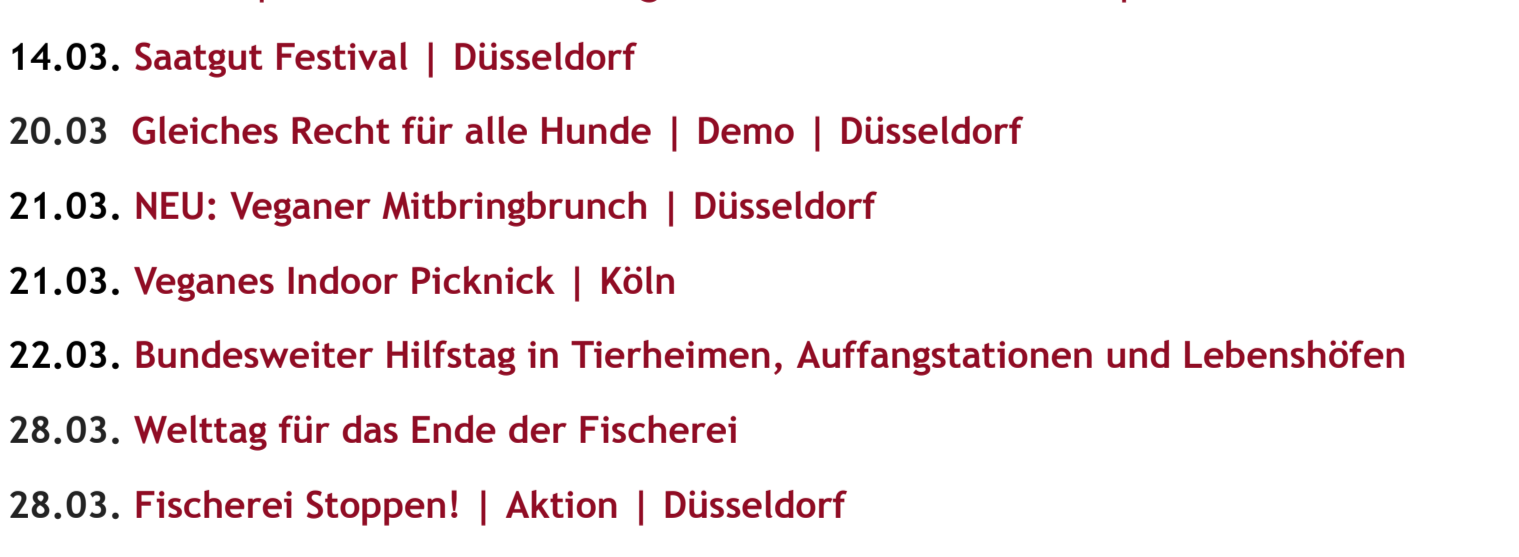 14.03. Saatgut Festival | Düsseldorf
20.03 Gleiches Recht für alle Hunde | Demo | Düsseldorf
21.03. NEU: Veganer Mitbringbrunch | Düsseldorf
21.03. Veganes Indoor Picknick | Köln
22.03. Bundesweiter Hilfstag in Tierheimen, Auffangstationen und Lebenshöfen
28.03. Welttag für das Ende der Fischerei
28.03. Fischerei Stoppen! | Aktion | Düsseldorf